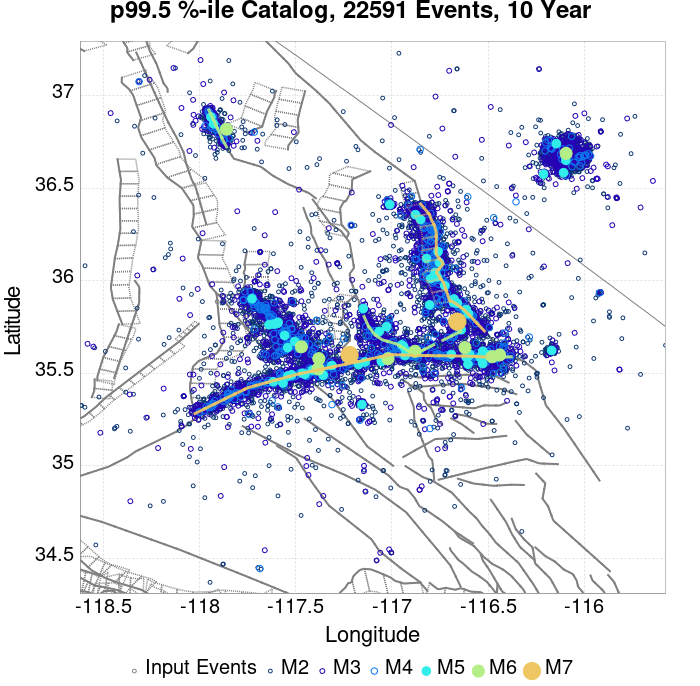 p99.5 %-ile Catalog, 22591 Events, 10 Year
37
36.5
36
35.5
35
34.5
Latitude
-118.5
-118
-117.5
-117
-116.5
-116
Longitude
Input Events
M2
M3
M4
M5
M6
M7